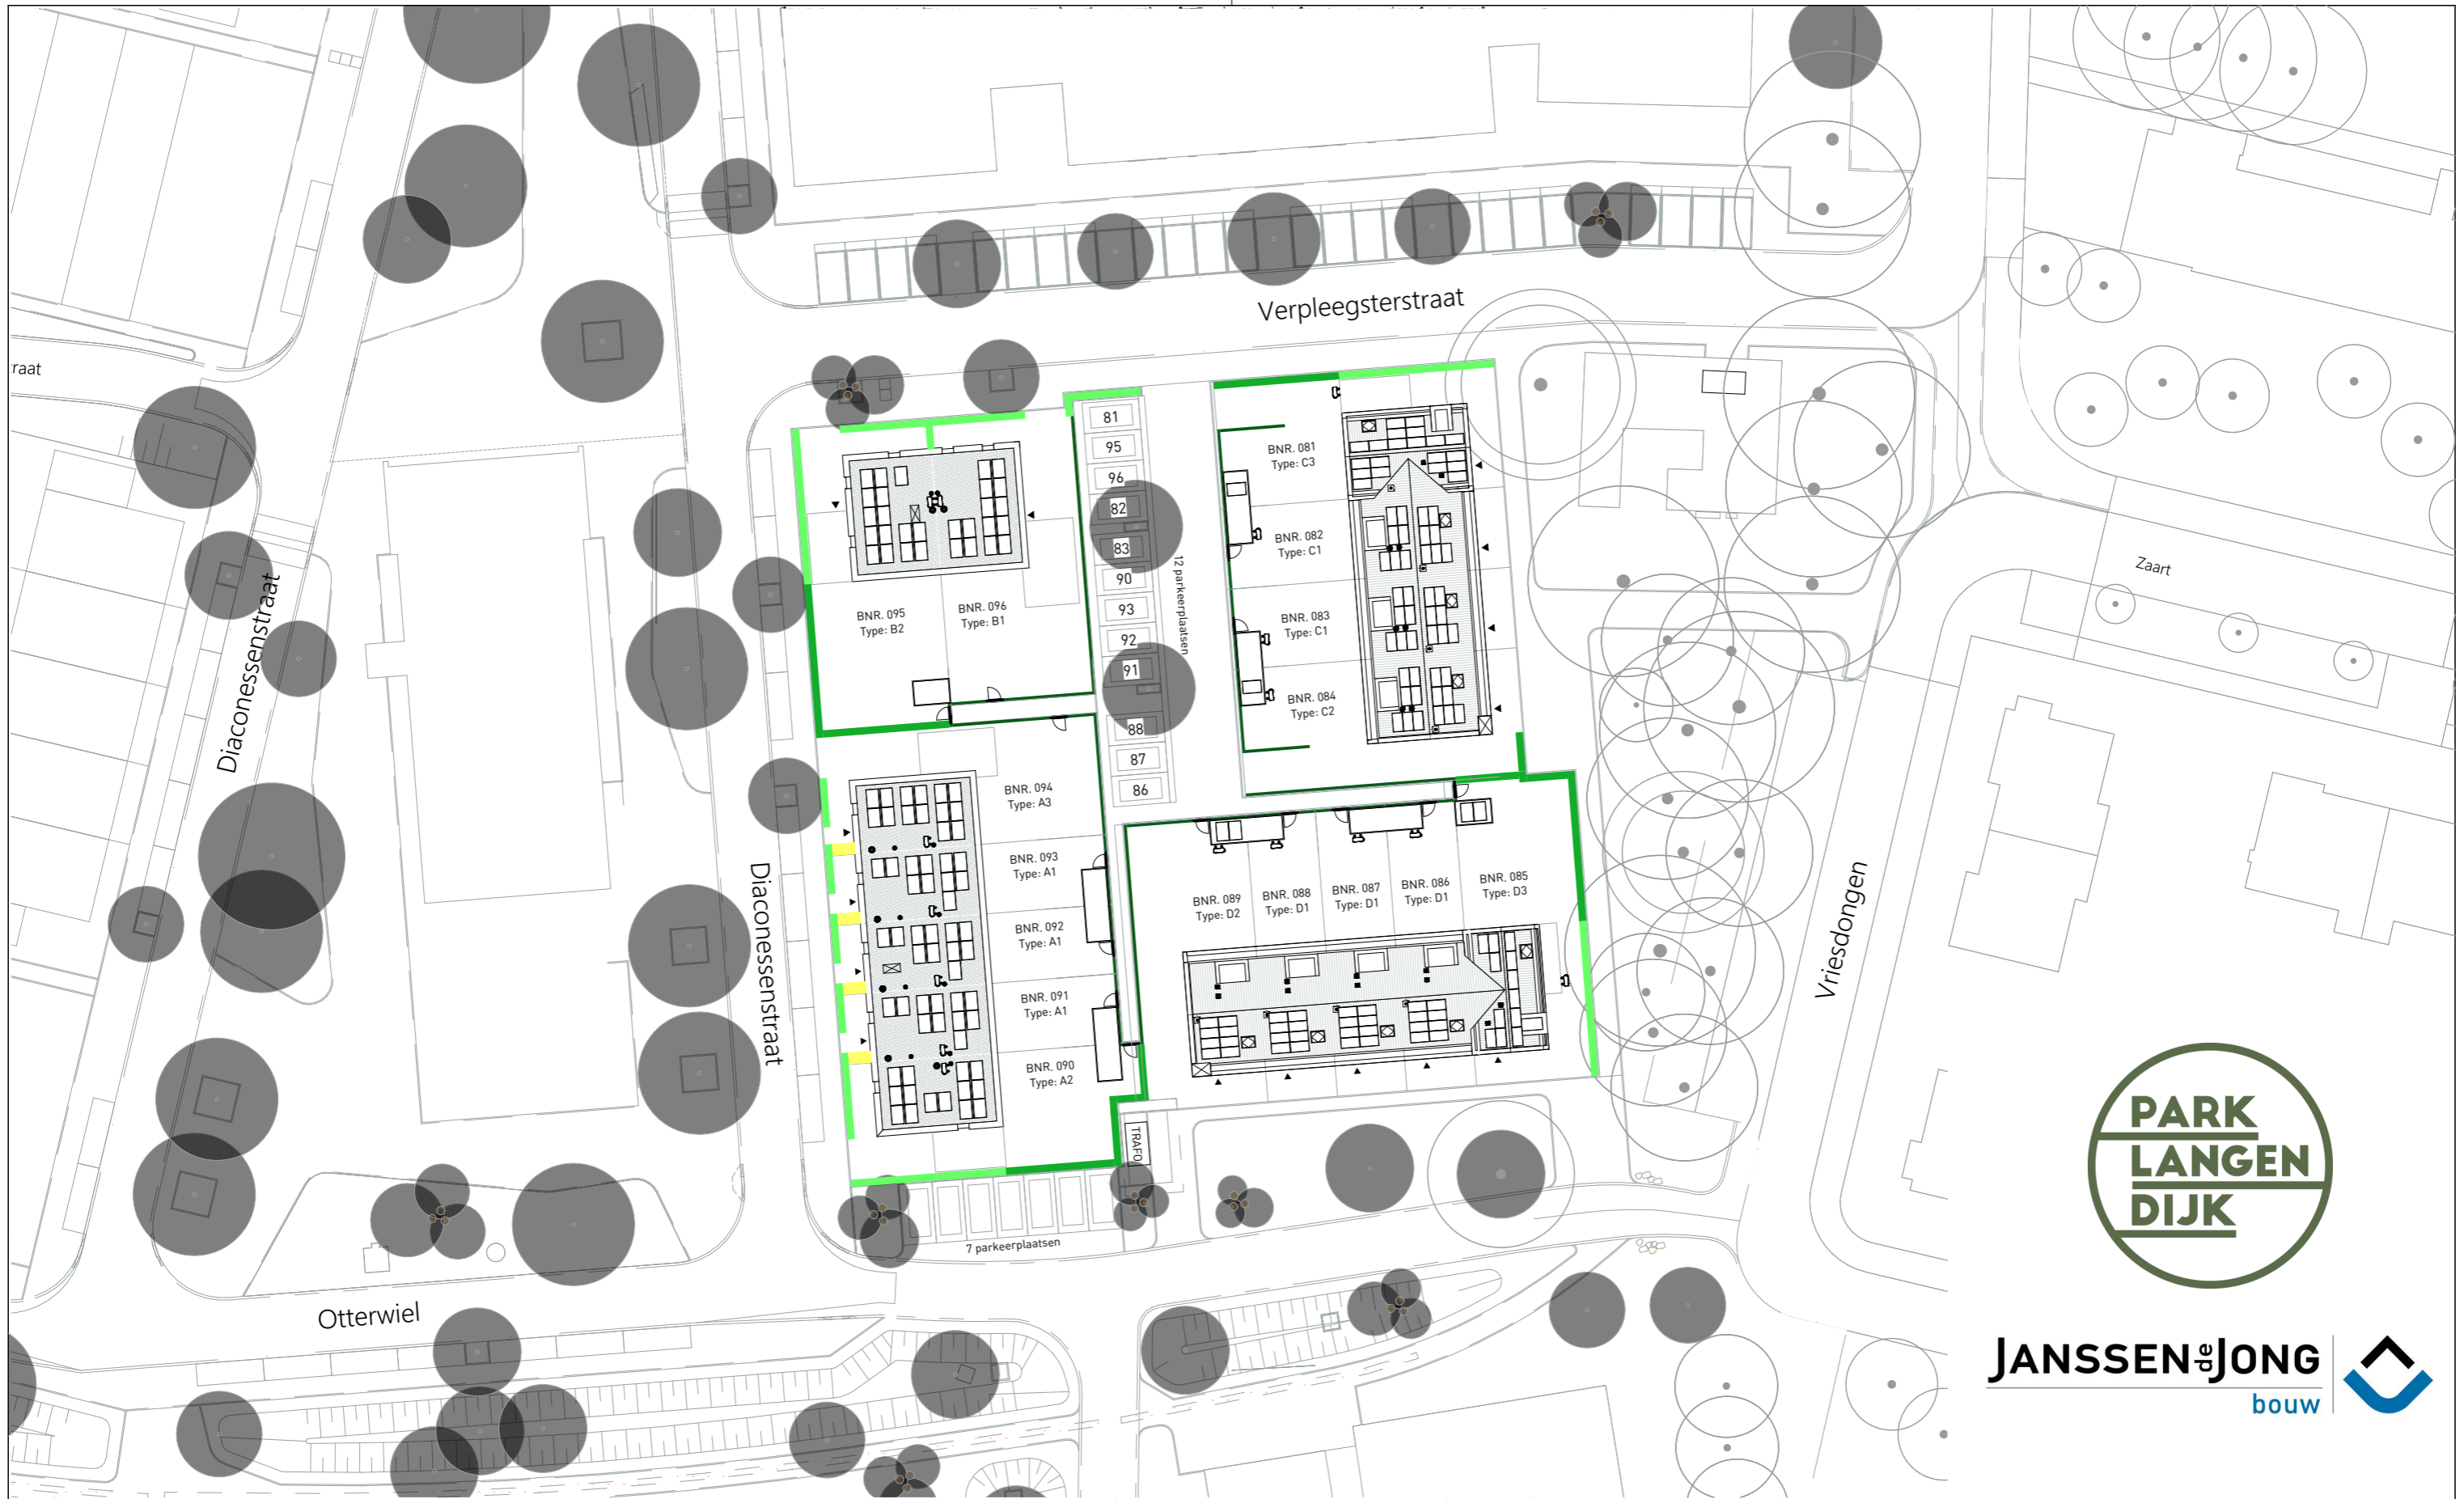 Verpleegsterstraat
raat
81
95
96
82
83
90
93
92
91
88
87
86
12 parkeerplaatsen
BNR. 081
Type: C3
BNR. 082
Type: C1
BNR. 083
Type: C1
BNR. 084
Type: C2
BNR. 095
Type: B2
BNR. 096
Type: B1
Zaart
Diaconessenstraat
BNR. 094
Type: A3
BNR. 093
Type: A1
BNR. 092
Type: A1
BNR. 091
Type: A1
BNR. 090
Type: A2
BNR. 089
Type: D2
BNR. 088
Type: D1
BNR. 087
Type: D1
BNR. 086
Type: D1
BNR. 085
Type: D3
Diaconessenstraat
Vriesdongen
TRAFO
7 parkeerplaatsen
Otterwiel
PARK
LANGEN
DIJK
JANSSEN de JONG
bouw